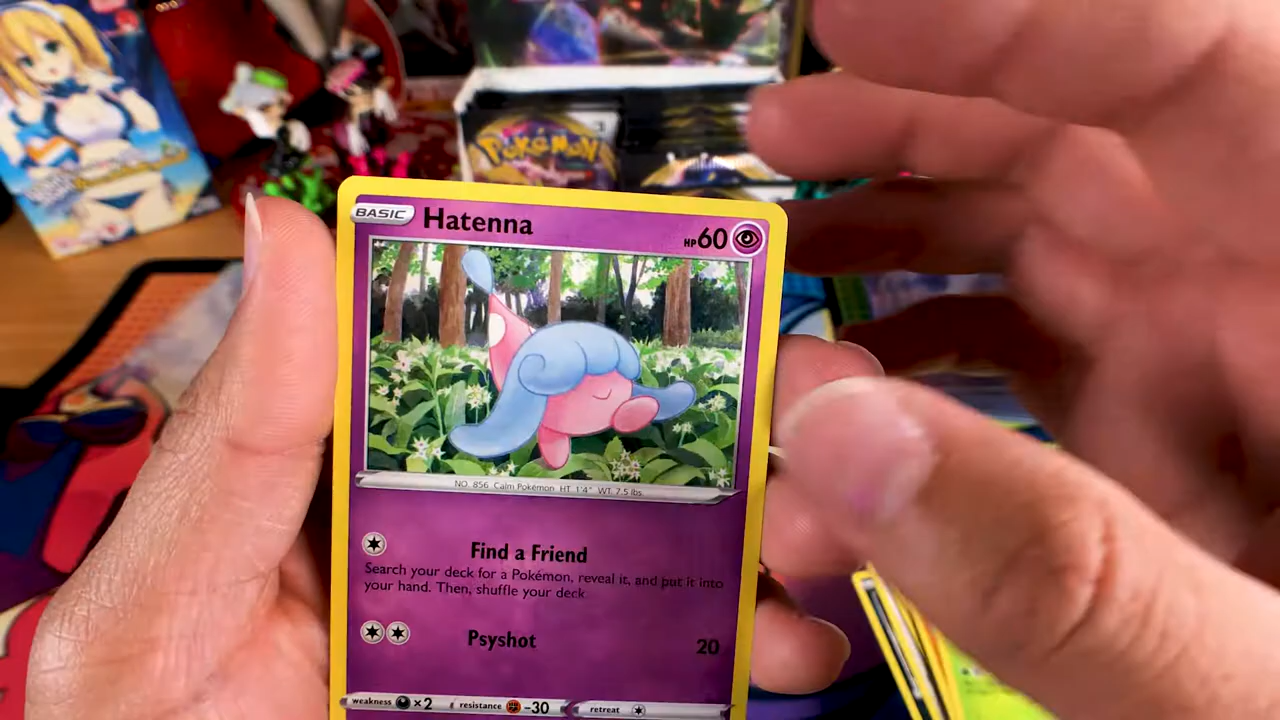 POKéMON
BASIC Hatenna HP 60
NO. 856 Calm Pokémon HT 1'4" WT. 7.5 lbs.
Find a Friend
Search your deck for a Pokémon, reveal it, and put it into
your hand. Then, shuffle your deck.
Psyshot 20
weakness ×2 resistance -30 retreat